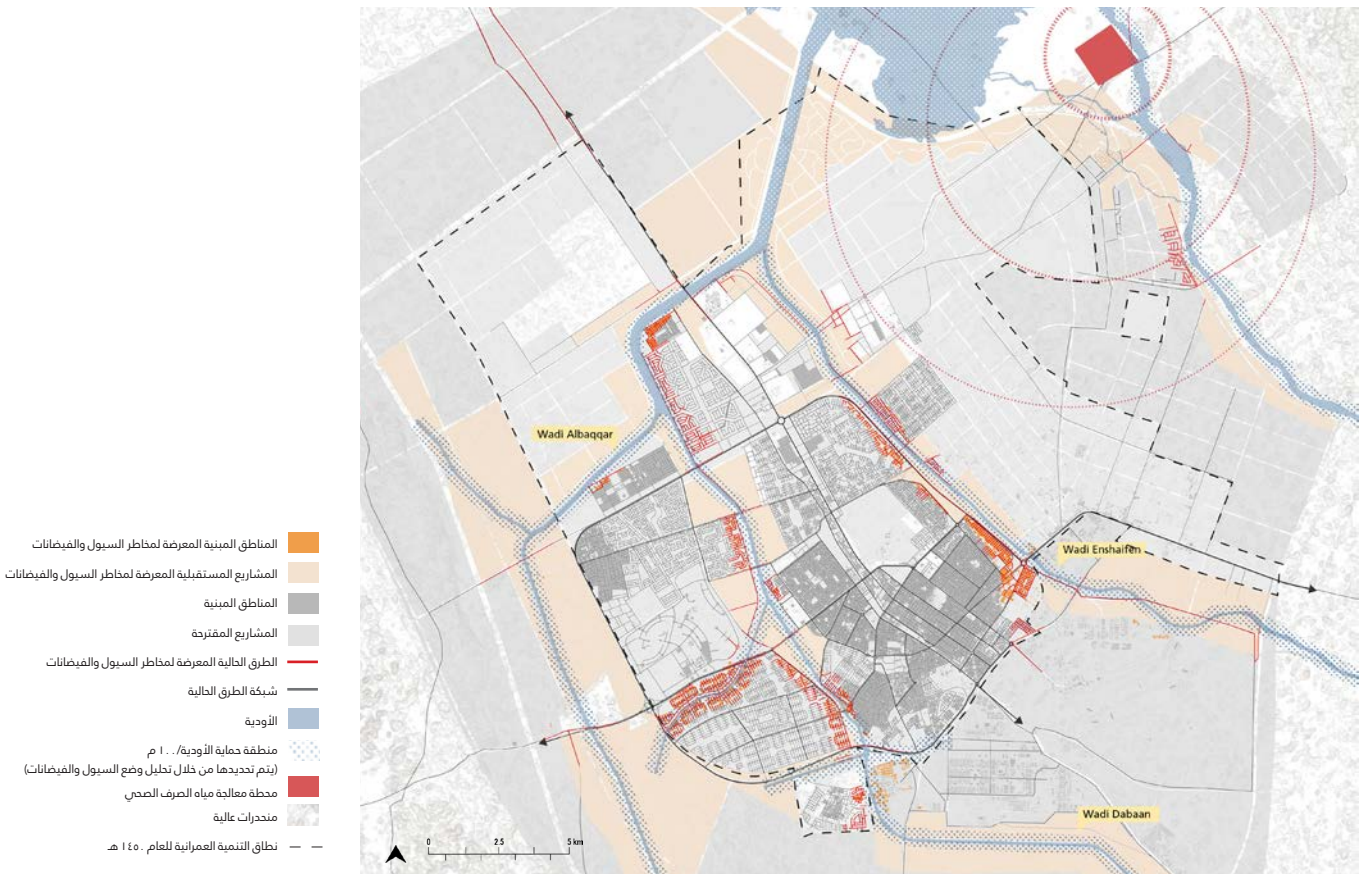 Wadi Albaqqar
Wadi Enshaifen
Wadi Dabaan
0 2.5 5 km
المناطق المبنية المعرضة لمخاطر السيول والفيضانات
المشاريع المستقبلية المعرضة لمخاطر السيول والفيضانات
المناطق المبنية
المشاريع المقترحة
الطرق الحالية المعرضة لمخاطر السيول والفيضانات
شبكة الطرق الحالية
الأودية
منطقة حماية الأودية/١٠٠ م
(يتم تحديدها من خلال تحليل وضع السيول والفيضانات)
محطة معالجة مياه الصرف الصحي
منحدرات عالية
نطاق التنمية العمرانية للعام ١٤٥٠ هـ